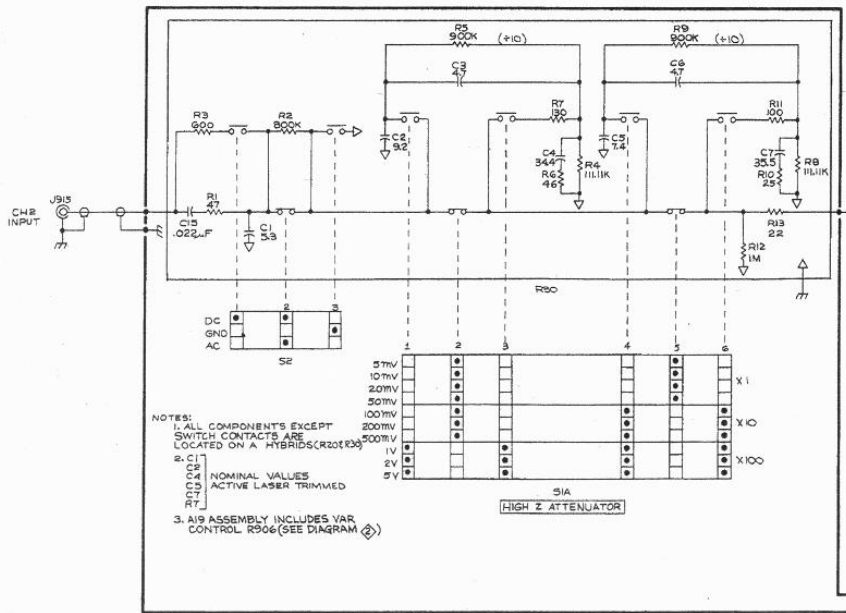 R5
900K (÷10)
C3
4.7
R9
900K (÷10)
C6
4.7
R3
600
R2
800K
C2
9.2
R7
130
C4
34.4
R6
46
R4
111.11K
C5
7.4
R11
100
C7
35.5
R10
25
R8
111.11K
J915
CH2
INPUT
R1
47
C15
.022µF
C1
5.3
R13
22
R12
1M
R30
2 3
DC
GND
AC
S2
1 2 3 4 5 6
5mV
10mV
20mV
50mV
X1
100mV
200mV
500mV
X10
1V
2V
5V
X100
S1A
HIGH Z ATTENUATOR
NOTES:
1. ALL COMPONENTS EXCEPT
SWITCH CONTACTS ARE
LOCATED ON A HYBRIDS(R20&R30)
2. C1
C2
C4 NOMINAL VALUES
C5 ACTIVE LASER TRIMMED
C7
R7
3. A19 ASSEMBLY INCLUDES VAR
CONTROL R906 (SEE DIAGRAM 2)